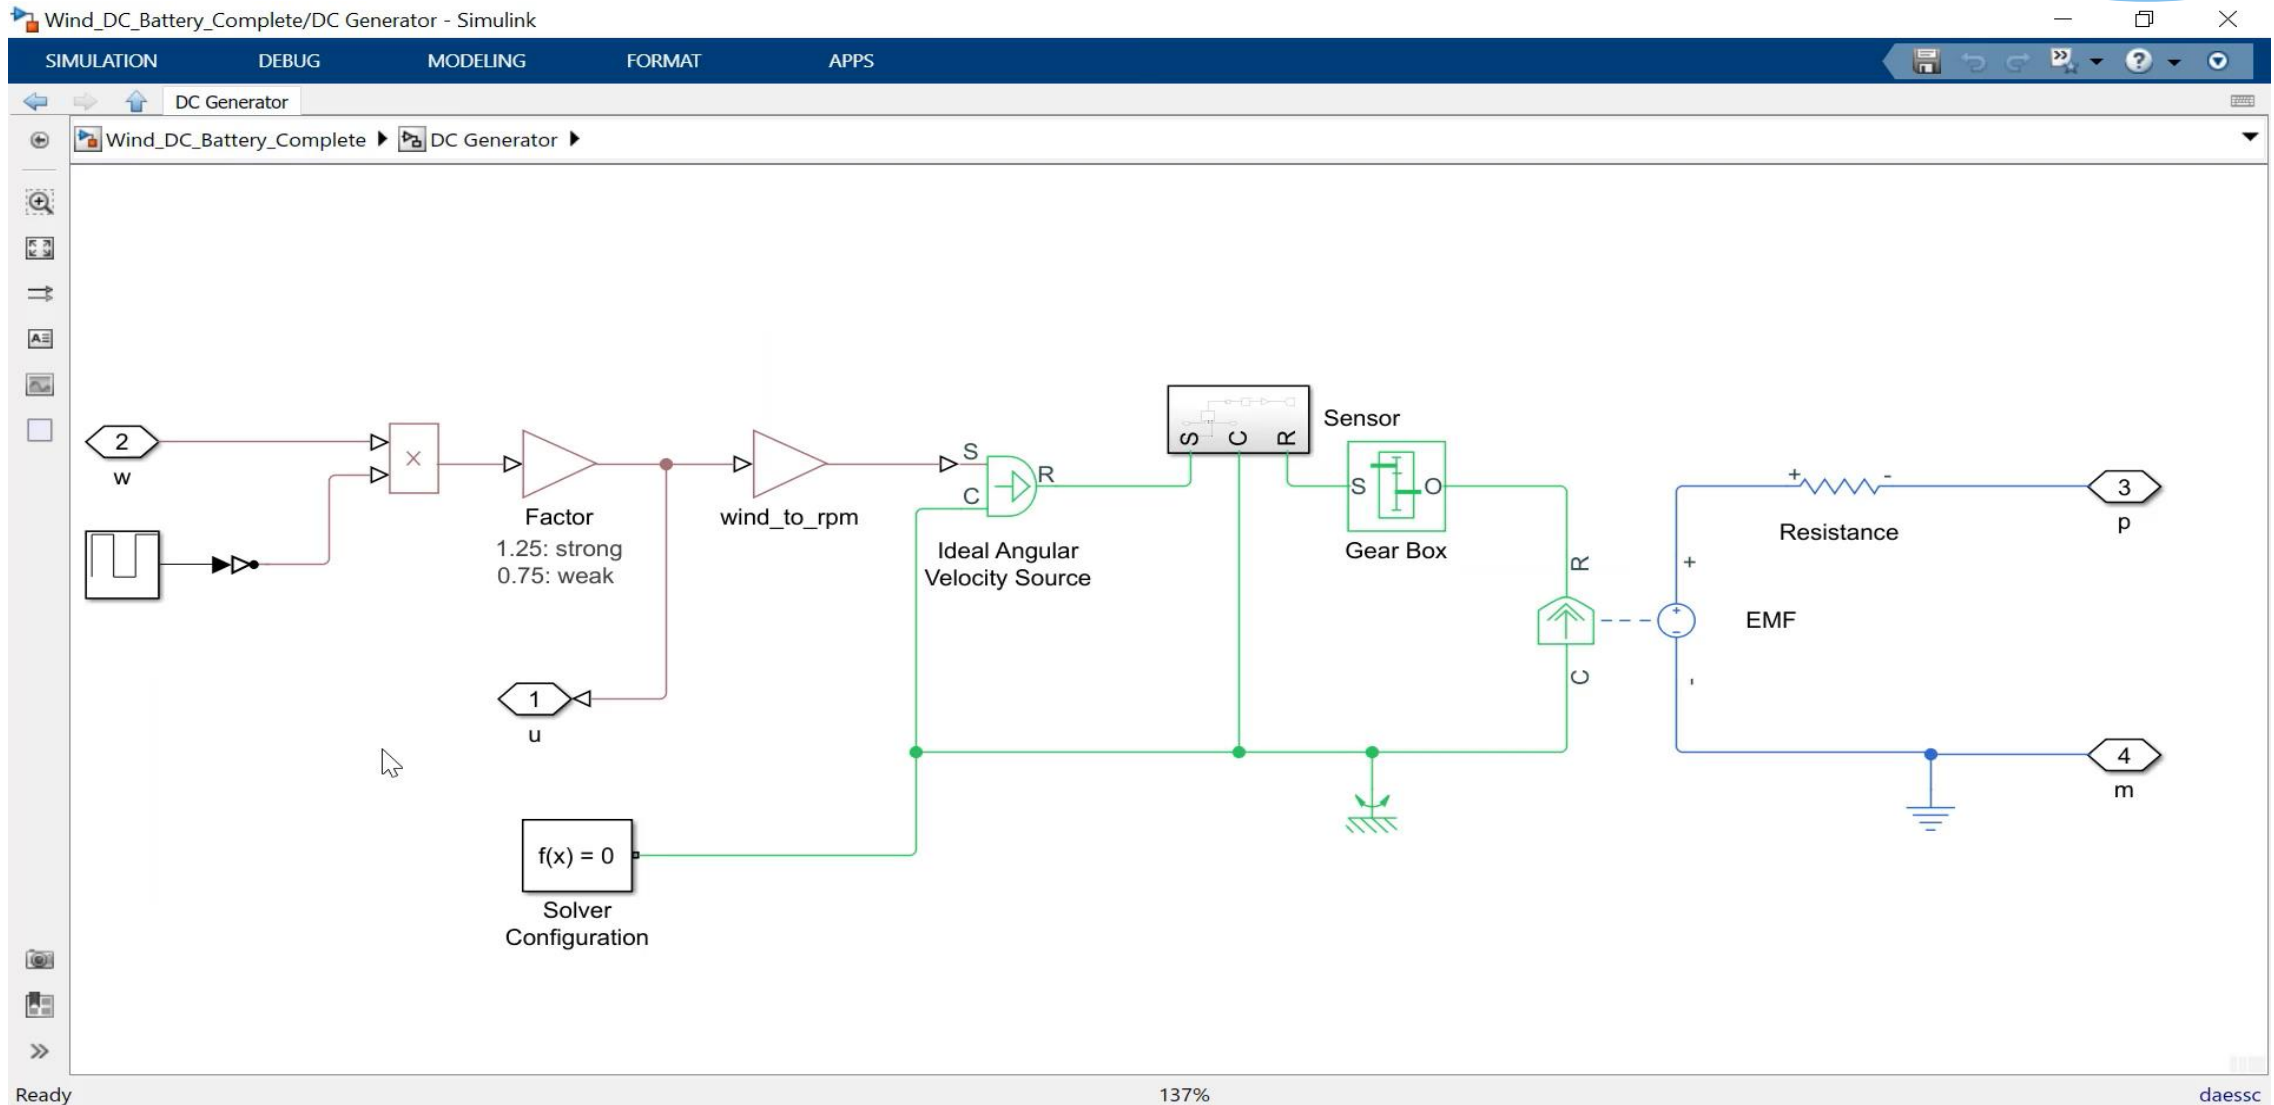 Wind_DC_Battery_Complete/DC Generator - Simulink
SIMULATION DEBUG MODELING FORMAT APPS
DC Generator
Wind_DC_Battery_Complete DC Generator
2
w
×
Factor
1.25: strong
0.75: weak
wind_to_rpm
S
C
R
Ideal Angular
Velocity Source
S C R
Sensor
S
O
Gear Box
R
C
+
-
EMF
+ -
Resistance
3
p
4
m
1
u
f(x) = 0
Solver
Configuration
Ready 137% daessc